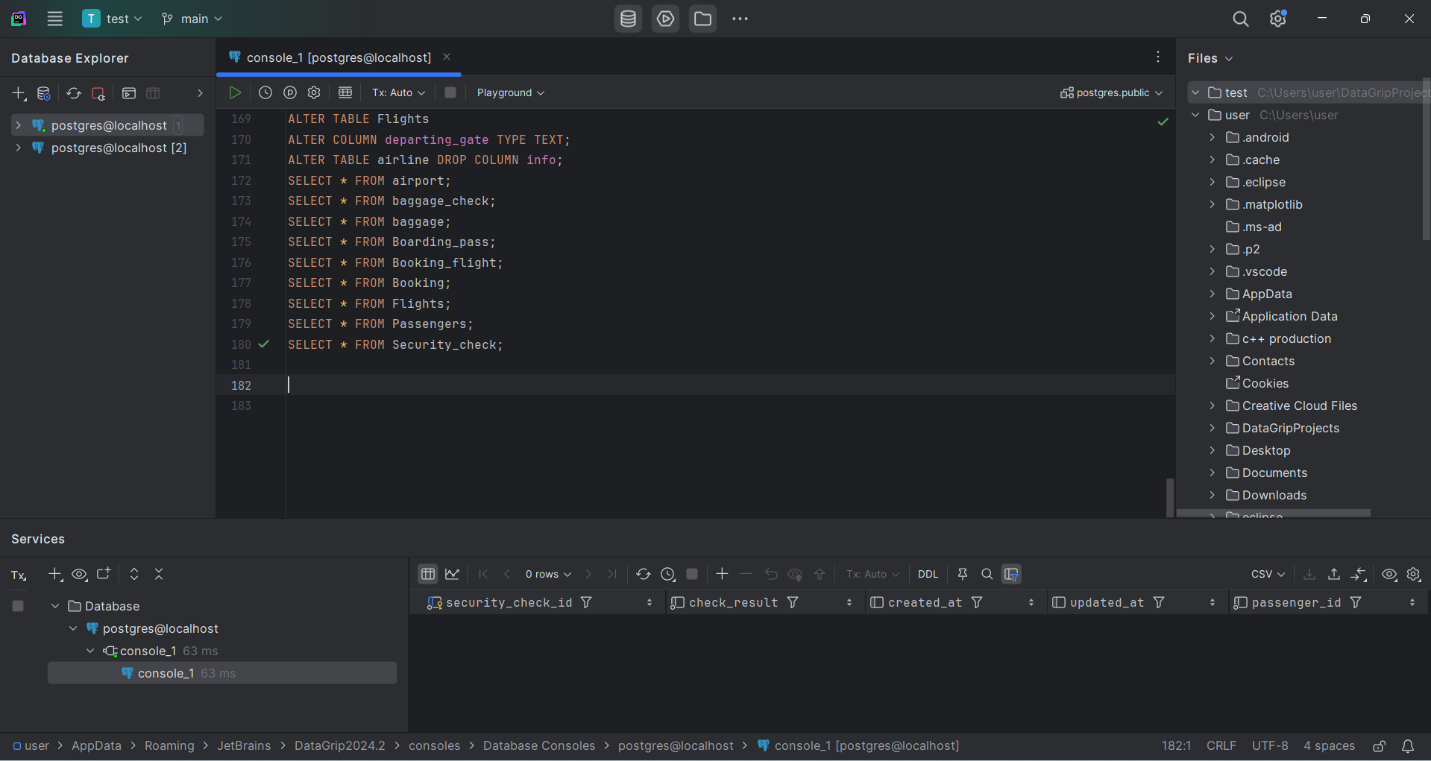 DG
T test
main
Database Explorer
console_1 [postgres@localhost]
Files
Tx: Auto
Playground
postgres.public
postgres@localhost 1
postgres@localhost [2]
169 ALTER TABLE Flights
170 ALTER COLUMN departing_gate TYPE TEXT;
171 ALTER TABLE airline DROP COLUMN info;
172 SELECT * FROM airport;
173 SELECT * FROM baggage_check;
174 SELECT * FROM baggage;
175 SELECT * FROM Boarding_pass;
176 SELECT * FROM Booking_flight;
177 SELECT * FROM Booking;
178 SELECT * FROM Flights;
179 SELECT * FROM Passengers;
180 SELECT * FROM Security_check;
181
182
183
test C:\Users\user\DataGripProject
user C:\Users\user
.android
.cache
.eclipse
.matplotlib
.ms-ad
.p2
.vscode
AppData
Application Data
c++ production
Contacts
Cookies
Creative Cloud Files
DataGripProjects
Desktop
Documents
Downloads
eclipse
Services
Tx
Database
postgres@localhost
console_1 63 ms
console_1 63 ms
0 rows
Tx: Auto
DDL
CSV
security_check_id
check_result
created_at
updated_at
passenger_id
user > AppData > Roaming > JetBrains > DataGrip2024.2 > consoles > Database Consoles > postgres@localhost > console_1 [postgres@localhost]
182:1 CRLF UTF-8 4 spaces